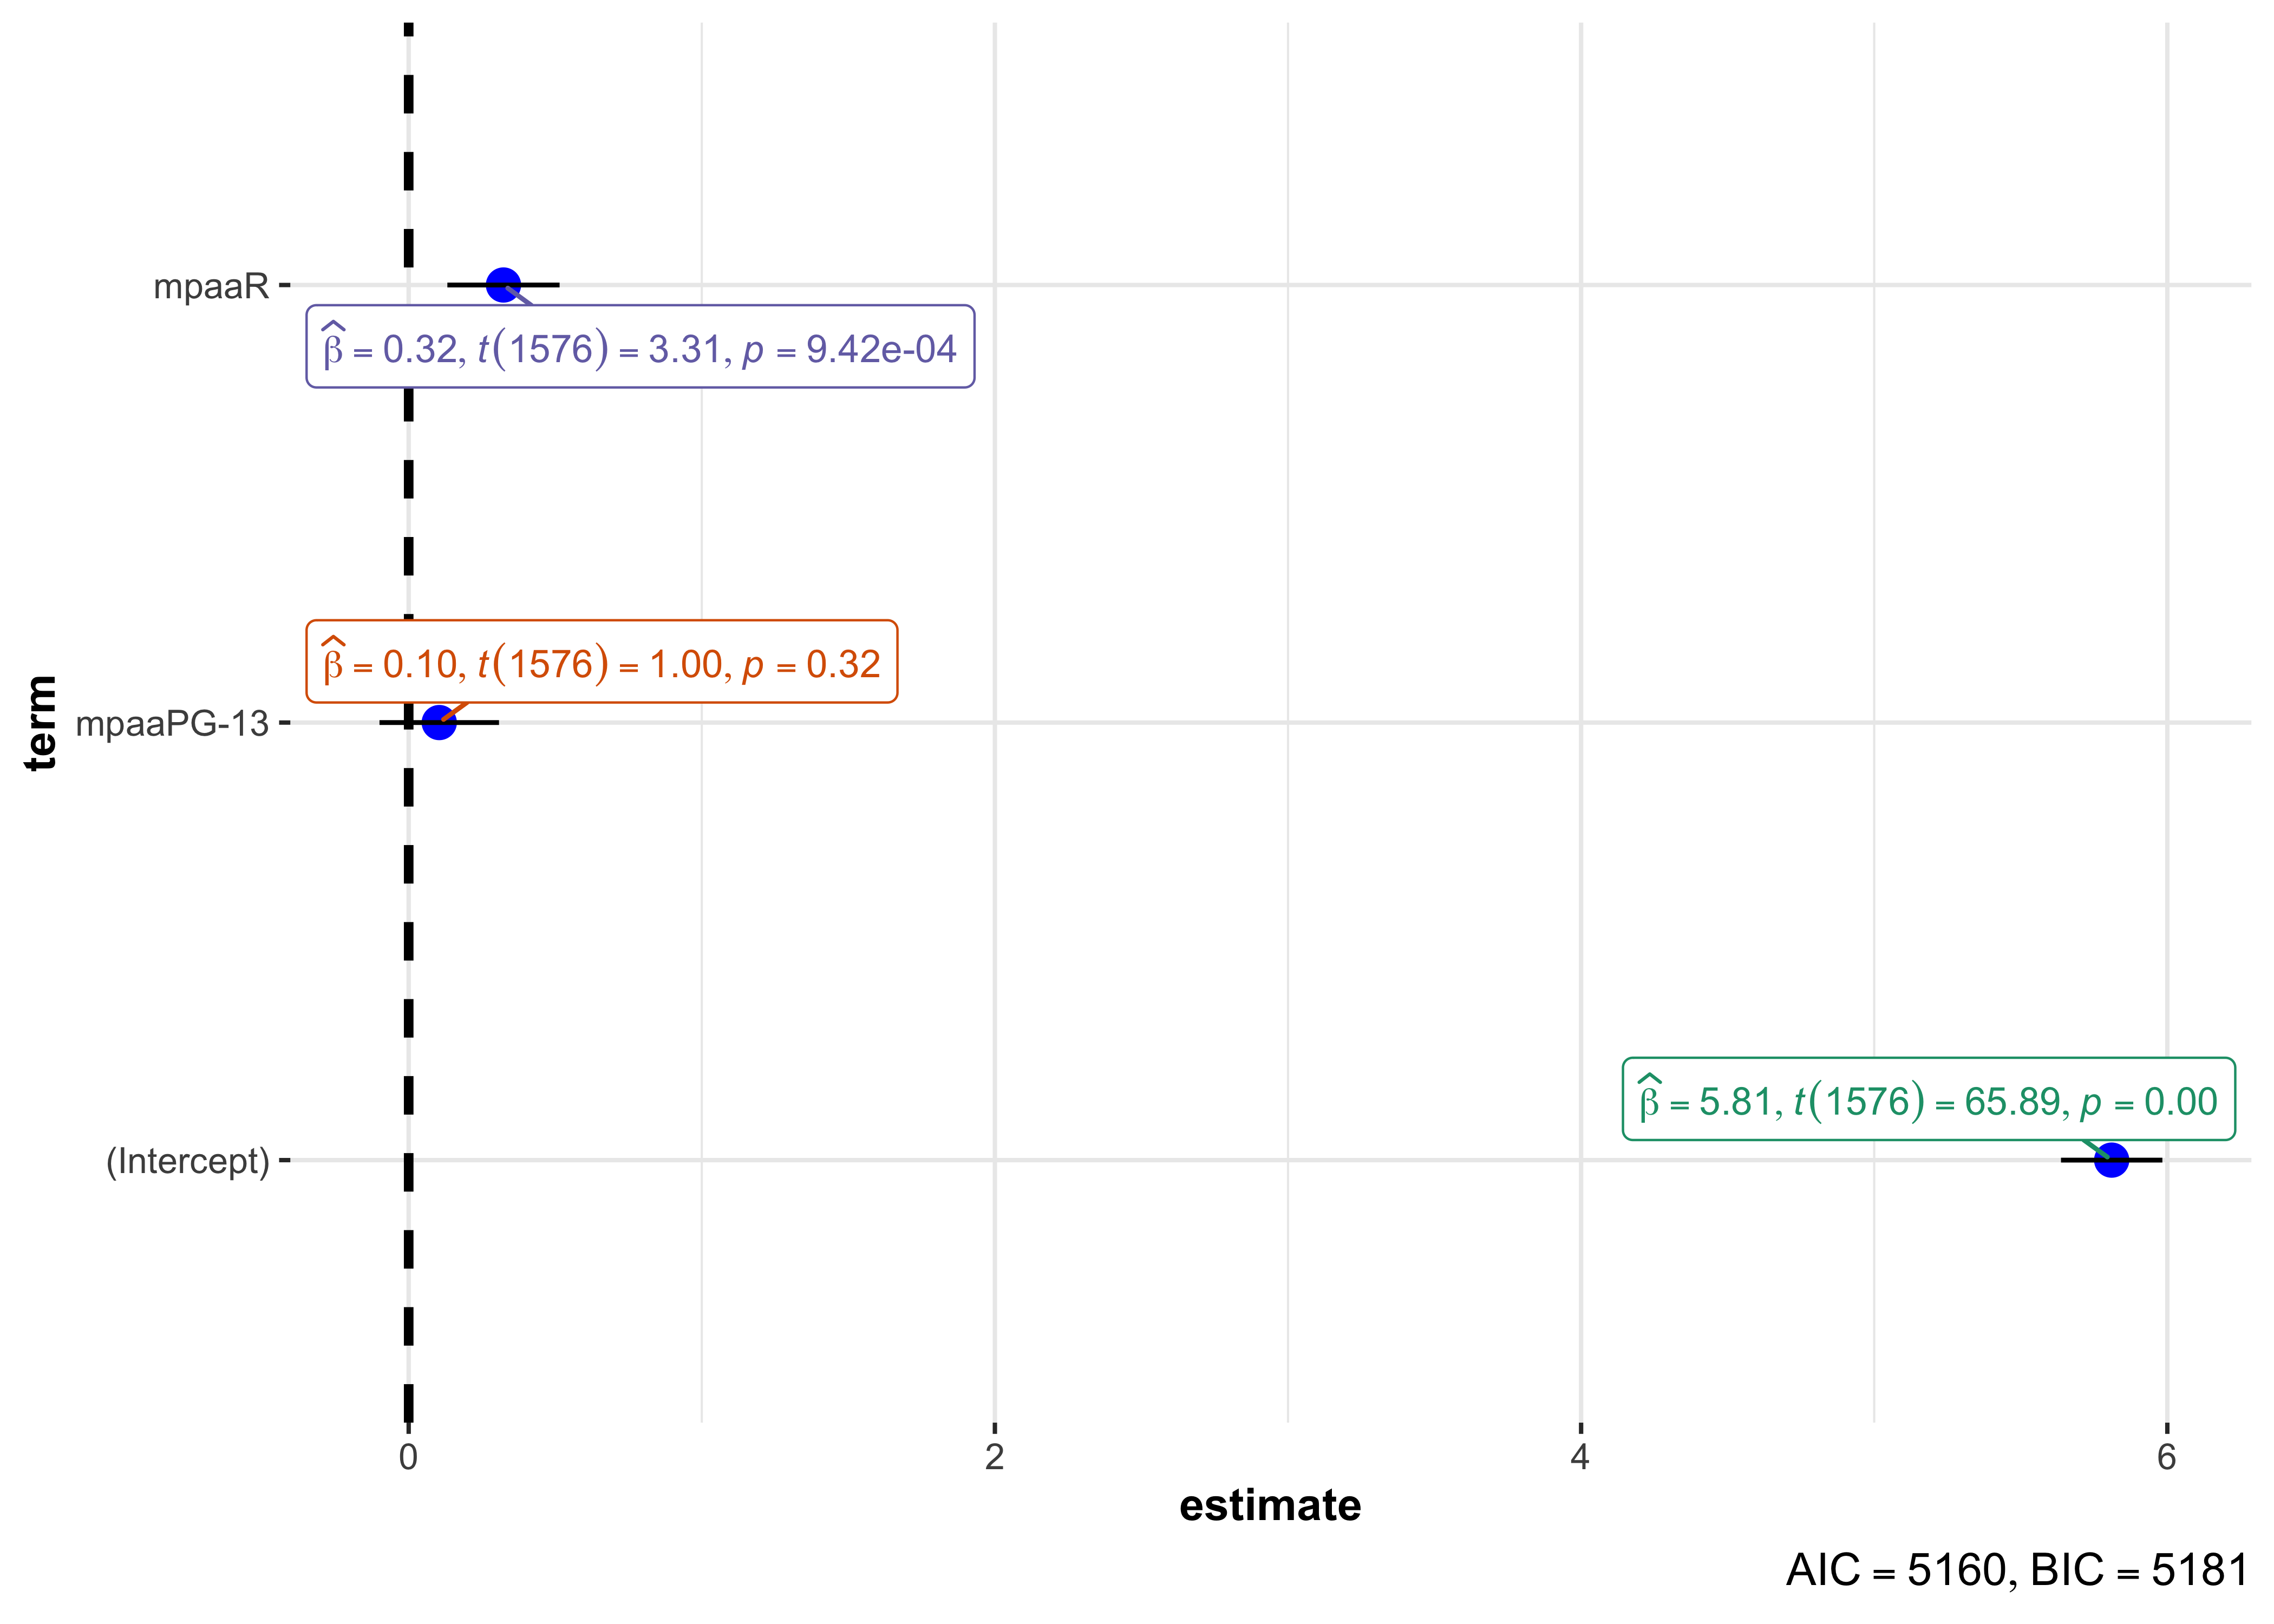 mpaaR
β̂ = 0.32, t(1576) = 3.31, p = 9.42e-04
β̂ = 0.10, t(1576) = 1.00, p = 0.32
mpaaPG-13
term
β̂ = 5.81, t(1576) = 65.89, p = 0.00
(Intercept)
0 2 4 6
estimate
AIC = 5160, BIC = 5181